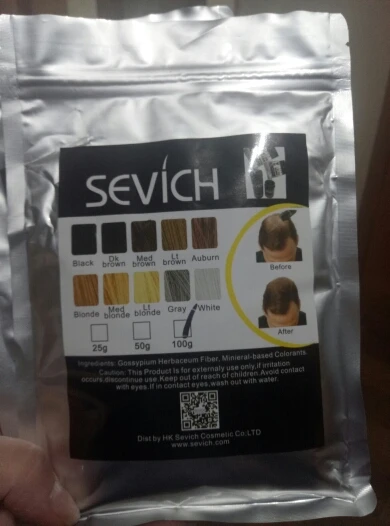 SEVICH
Black Dk brown Med brown Lt brown Auburn
Blonde Med blonde Lt blonde Gray White
Before
After
25g 50g 100g
Ingredients: Gossypium Herbaceum Fiber, Minieral-based Colorants
Caution: This Product Is for externaly use only,if irritation
occurs,discontinue use.Keep out of reach of children.Avoid contact
with eyes.If in contact eyes,wash out with water.
Dist by HK Sevich Cosmetic Co.LTD
www.sevich.com